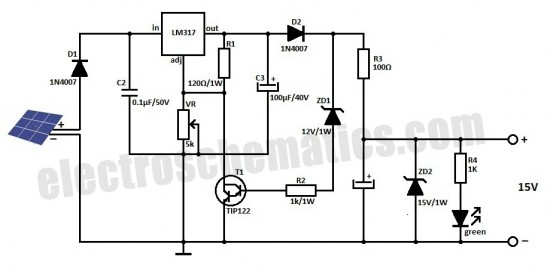 D1
1N4007
+
−
C2
0.1μF/50V
in
LM317
out
adj
R1
120Ω/1W
VR
5k
C3
+
100μF/40V
D2
1N4007
ZD1
12V/1W
T1
TIP122
R2
1k/1W
R3
100Ω
+
ZD2
15V/1W
R4
1K
green
+
15V
−
electroschematics.com